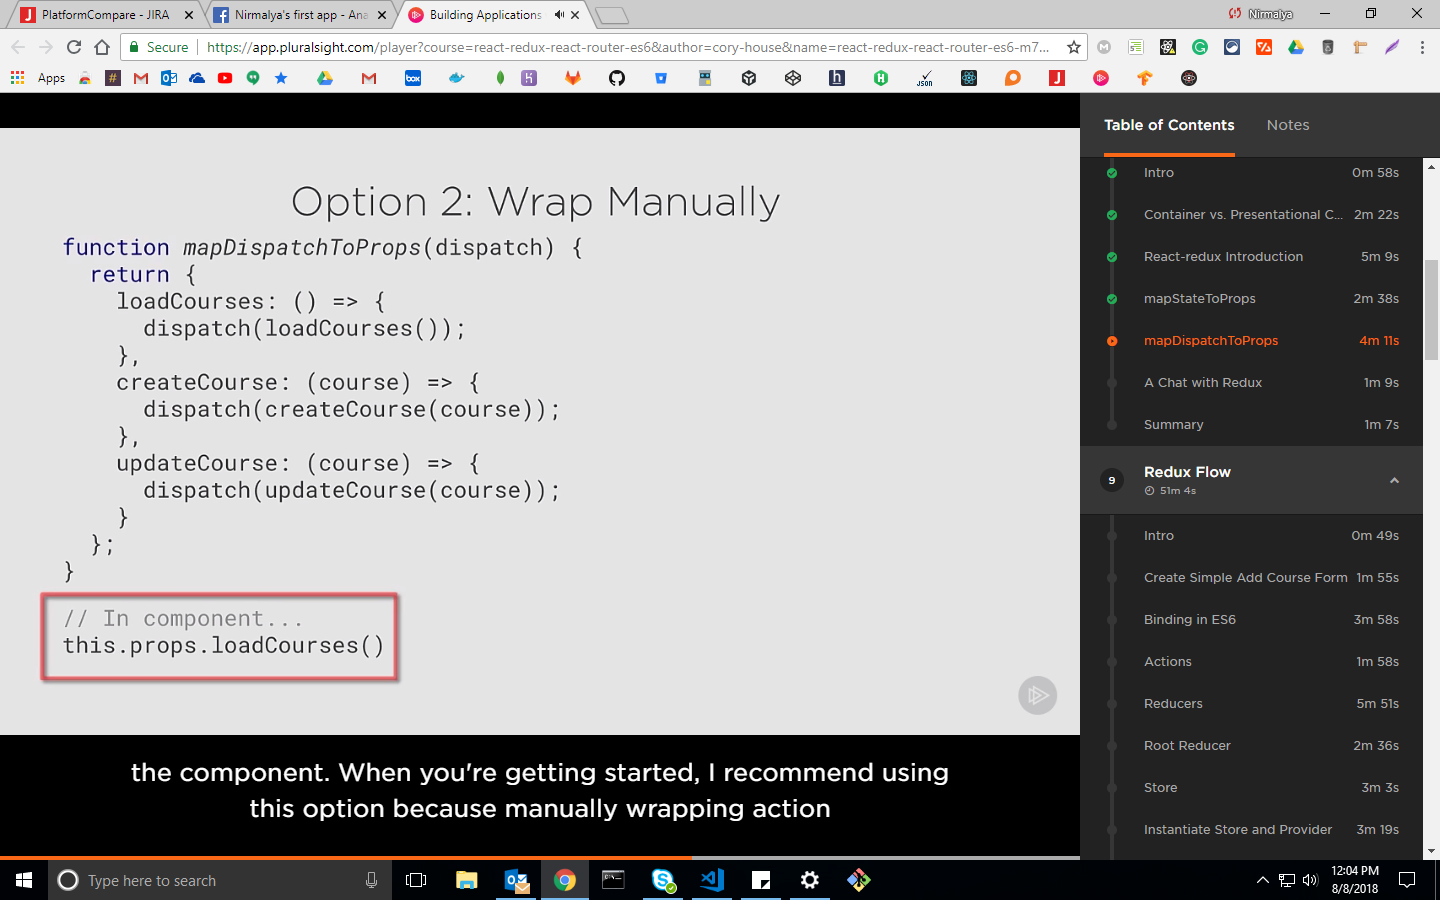 PlatformCompare - JIRA
Nirmalya's first app - Ana
Building Applications
Nirmalya
Secure
https://app.pluralsight.com/player?course=react-redux-react-router-es6&author=cory-house&name=react-redux-react-router-es6-m7...
Apps
box
Json
Option 2: Wrap Manually
function mapDispatchToProps(dispatch) {
return {
loadCourses: () => {
dispatch(loadCourses());
},
createCourse: (course) => {
dispatch(createCourse(course));
},
updateCourse: (course) => {
dispatch(updateCourse(course));
}
};
}
// In component...
this.props.loadCourses()
the component. When you're getting started, I recommend using
this option because manually wrapping action
Table of Contents
Notes
Intro 0m 58s
Container vs. Presentational C... 2m 22s
React-redux Introduction 5m 9s
mapStateToProps 2m 38s
mapDispatchToProps 4m 11s
A Chat with Redux 1m 9s
Summary 1m 7s
9 Redux Flow
51m 4s
Intro 0m 49s
Create Simple Add Course Form 1m 55s
Binding in ES6 3m 58s
Actions 1m 58s
Reducers 5m 51s
Root Reducer 2m 36s
Store 3m 3s
Instantiate Store and Provider 3m 19s
Type here to search
12:04 PM
8/8/2018